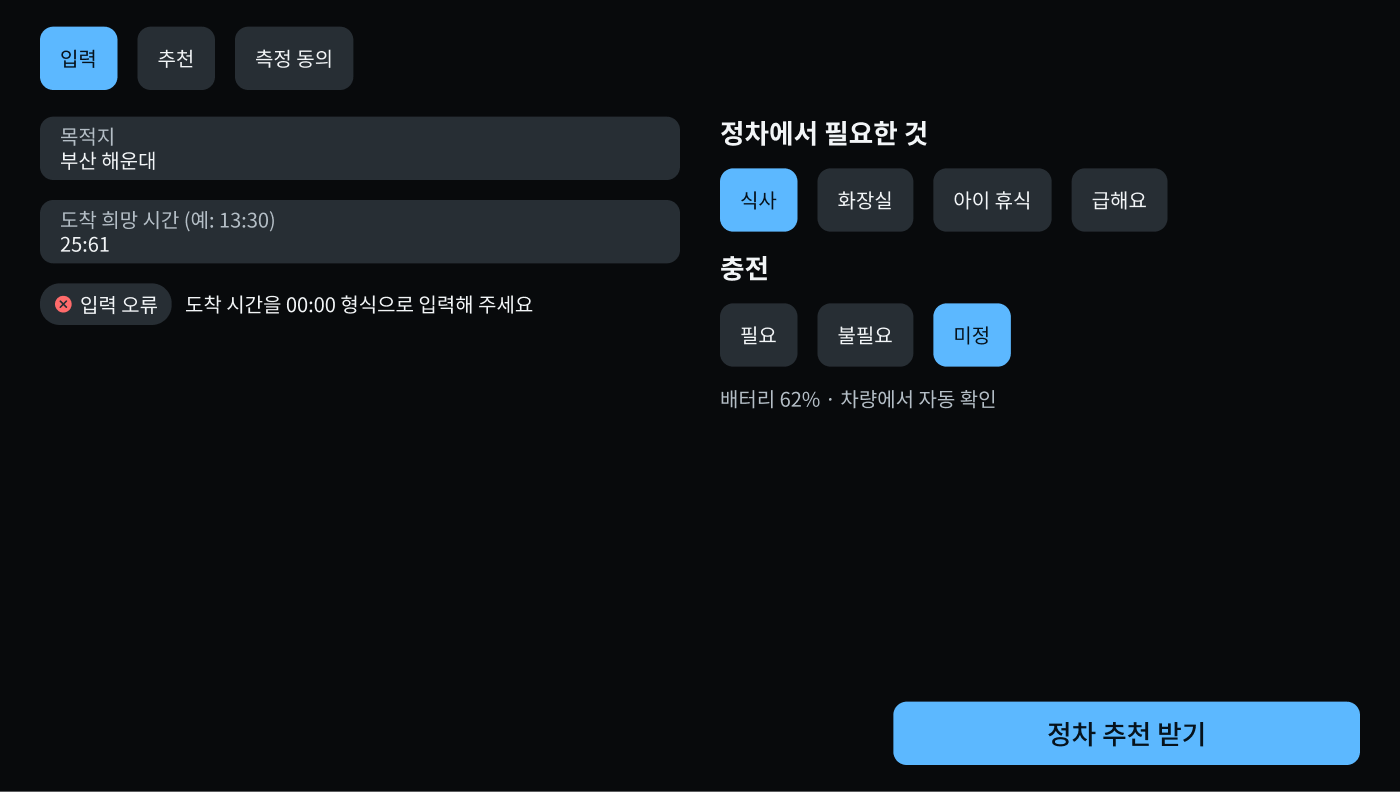 입력 추천 측정 동의
목적지
부산 해운대
도착 희망 시간 (예: 13:30)
25:61
입력 오류 도착 시간을 00:00 형식으로 입력해 주세요
정차에서 필요한 것
식사 화장실 아이 휴식 급해요
충전
필요 불필요 미정
배터리 62% · 차량에서 자동 확인
정차 추천 받기